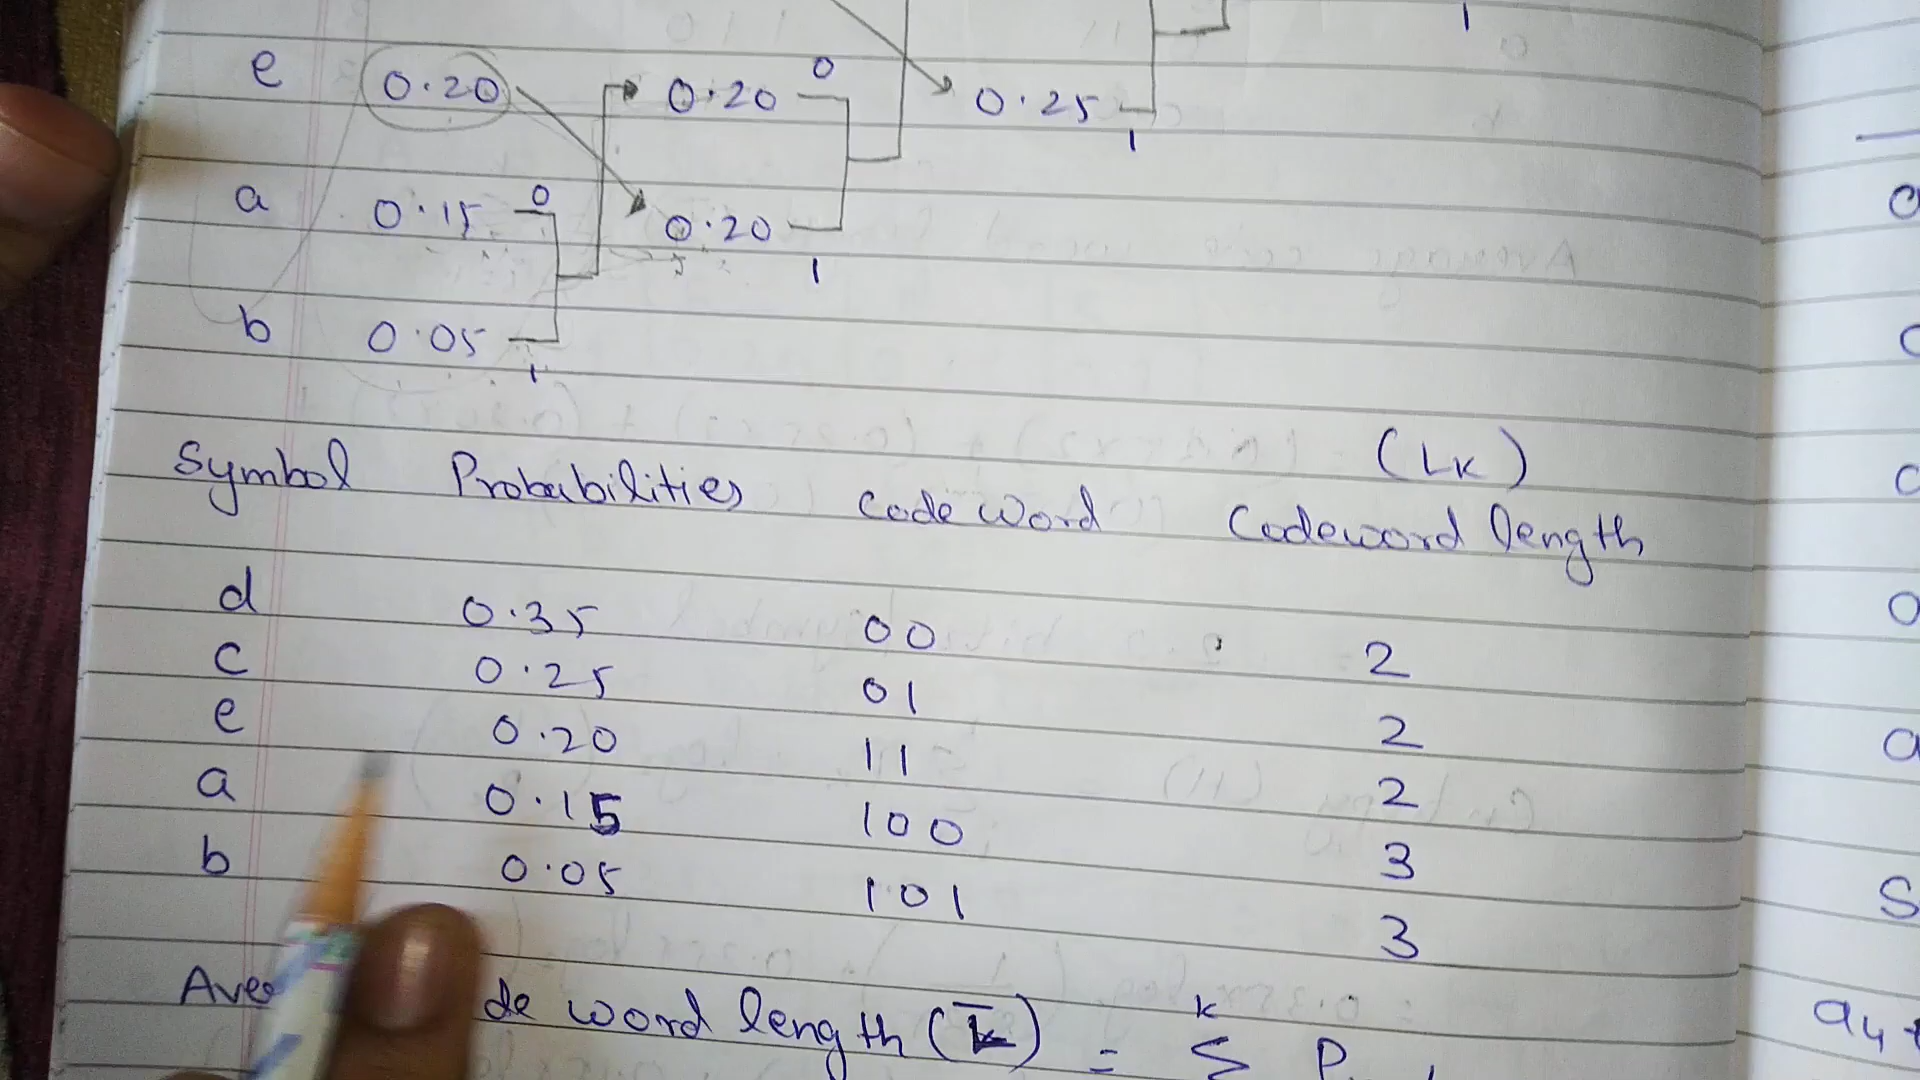 1
e 0.20 0.20 0 0.25
1
a 0.15 0 0.20
1
b 0.05
1
(LK)
Symbol Probabilities Code Word Codeword length
d 0.35 00 2
c 0.25 01 2
e 0.20 11 2
a 0.15 100 3
b 0.05 101 3
word length (L) = Σ K P